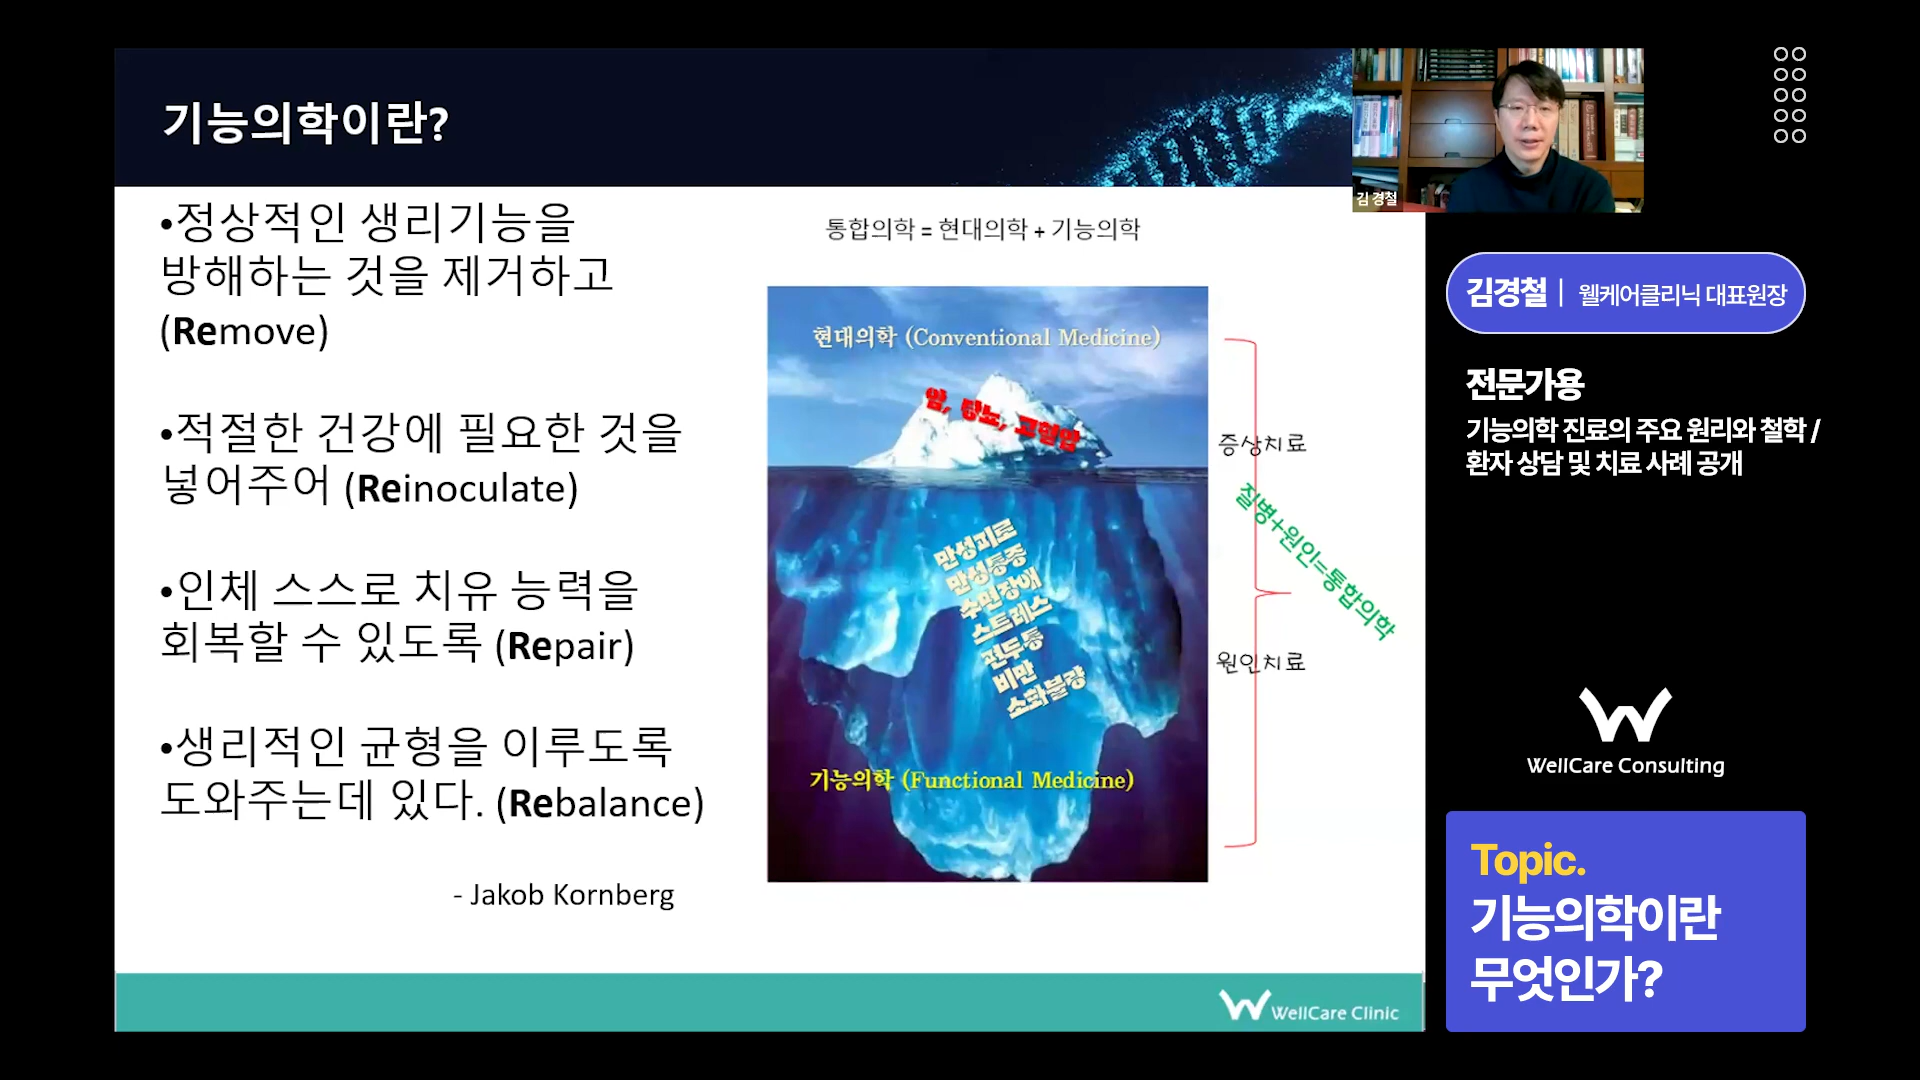 기능의학이란?
•정상적인 생리기능을
방해하는 것을 제거하고
(Remove)
•적절한 건강에 필요한 것을
넣어주어 (Reinoculate)
•인체 스스로 치유 능력을
회복할 수 있도록 (Repair)
•생리적인 균형을 이루도록
도와주는데 있다. (Rebalance)
- Jakob Kornberg
통합의학 = 현대의학 + 기능의학
현대의학 (Conventional Medicine)
암, 당뇨, 고혈압
만성피로
만성통증
수면장애
스트레스
편두통
비만
소화불량
기능의학 (Functional Medicine)
증상치료
질병+원인=통합의학
원인치료
WellCare Clinic
김 경철
김경철 | 웰케어클리닉 대표원장
전문가용
기능의학 진료의 주요 원리와 철학 /
환자 상담 및 치료 사례 공개
WellCare Consulting
Topic.
기능의학이란
무엇인가?